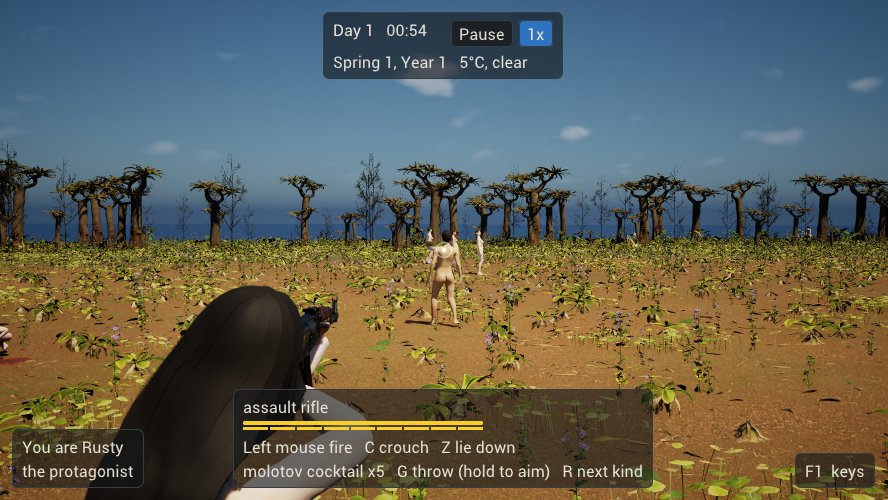 Day 1 00:54 Pause 1x
Spring 1, Year 1 5°C, clear
assault rifle
Left mouse fire C crouch Z lie down
molotov cocktail x5 G throw (hold to aim) R next kind
You are Rusty
the protagonist
F1 keys